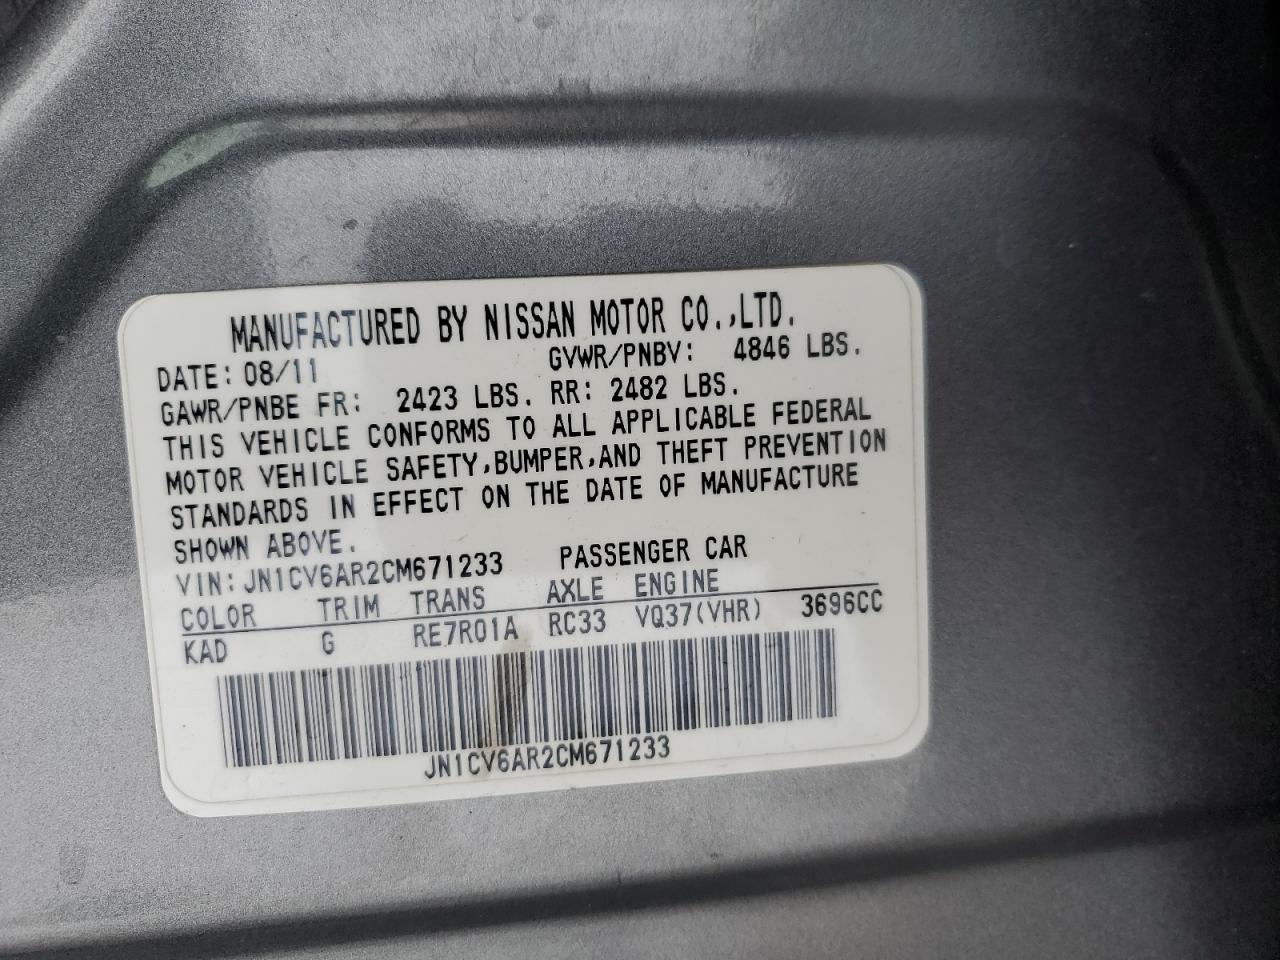 MANUFACTURED BY NISSAN MOTOR CO.,LTD.
DATE: 08/11 GVWR/PNBV: 4846 LBS.
GAWR/PNBE FR: 2423 LBS. RR: 2482 LBS.
THIS VEHICLE CONFORMS TO ALL APPLICABLE FEDERAL
MOTOR VEHICLE SAFETY,BUMPER,AND THEFT PREVENTION
STANDARDS IN EFFECT ON THE DATE OF MANUFACTURE
SHOWN ABOVE.
VIN: JN1CV6AR2CM671233 PASSENGER CAR
COLOR TRIM TRANS AXLE ENGINE
KAD G RE7R01A RC33 VQ37(VHR) 3696CC
JN1CV6AR2CM671233